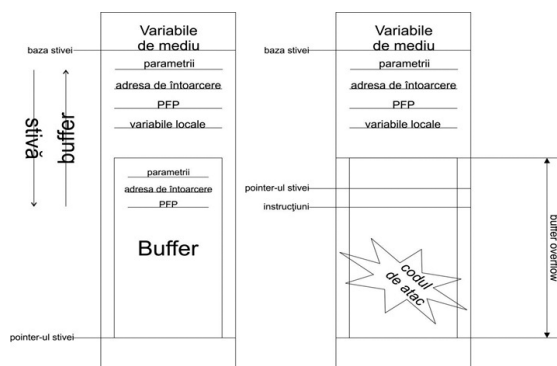 Variabile
de mediu
baza stivei
parametrii
adresa de întoarcere
PFP
variabile locale
stivă
buffer
parametrii
adresa de întoarcere
PFP
Buffer
pointer-ul stivei
Variabile
de mediu
baza stivei
parametrii
adresa de întoarcere
PFP
variabile locale
pointer-ul stivei
instrucţiuni
codul
de atac
buffer overflow